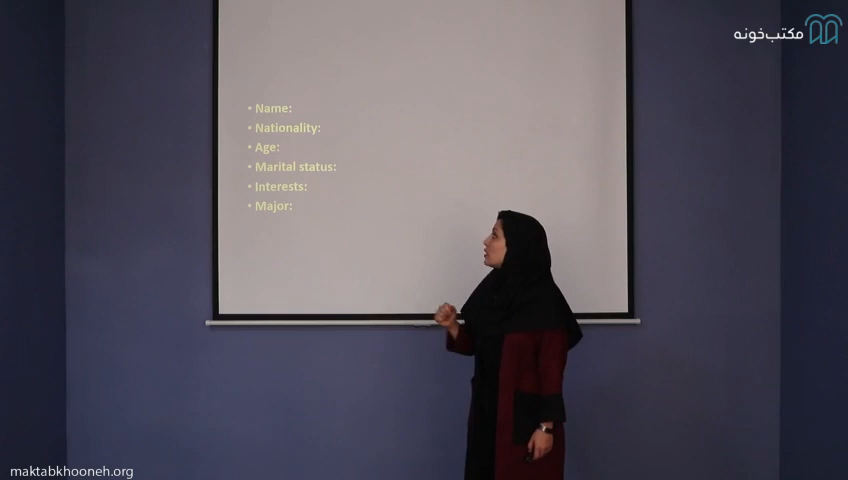 مکتب‌خونه
• Name:
• Nationality:
• Age:
• Marital status:
• Interests:
• Major:
maktabkhooneh.org